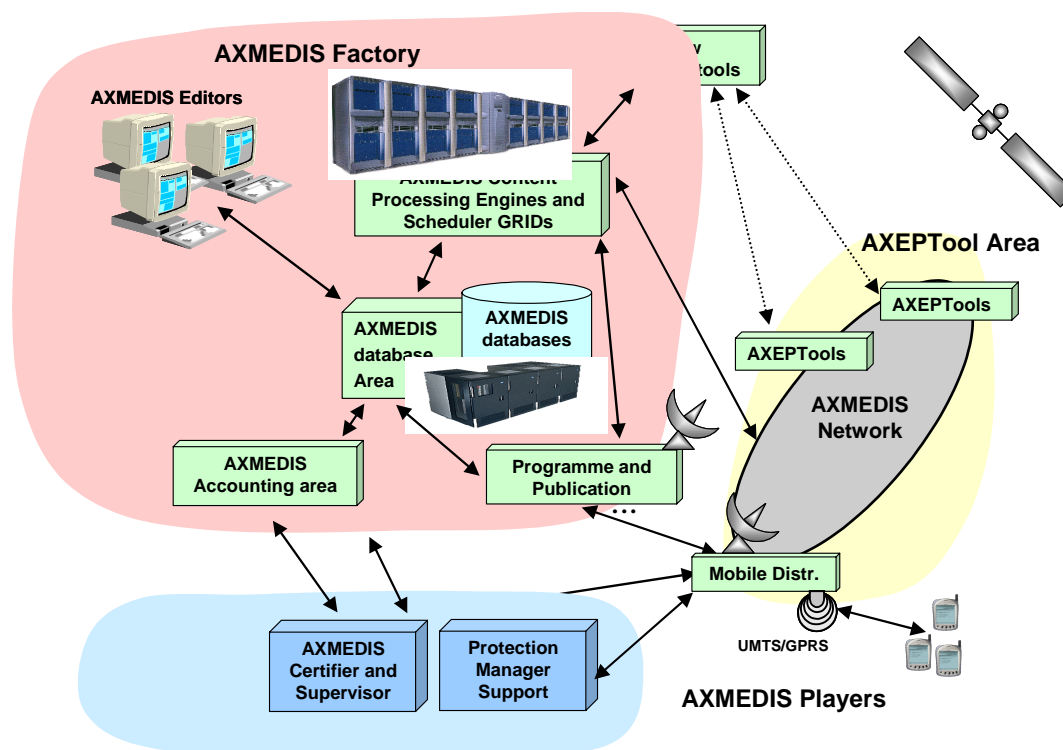 AXMEDIS Factory
AXMEDIS Editors
tools
AXMEDIS Content
Processing Engines and
Scheduler GRIDs
AXEPTool Area
AXEPTools
AXEPTools
AXMEDIS
database
Area
AXMEDIS
databases
AXMEDIS
Network
AXMEDIS
Accounting area
Programme and
Publication
...
Mobile Distr.
UMTS/GPRS
AXMEDIS
Certifier and
Supervisor
Protection
Manager
Support
AXMEDIS Players